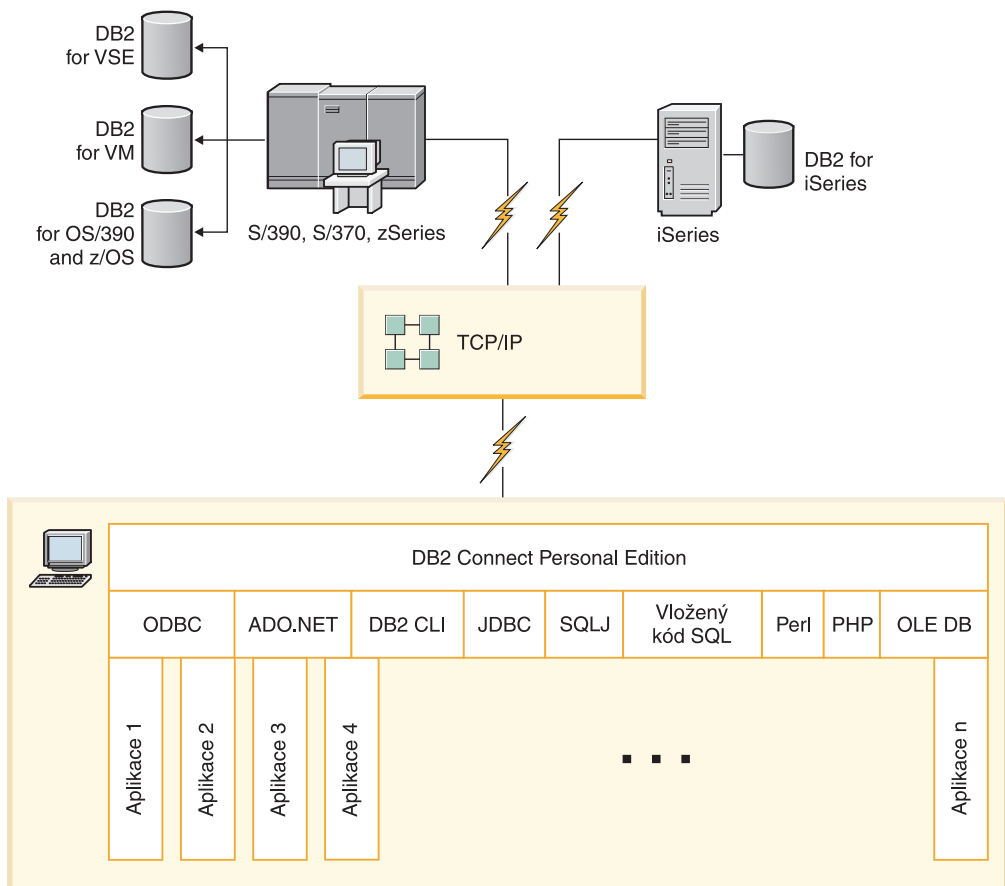 DB2
for VSE
DB2
for VM
DB2
for OS/390
and z/OS
S/390, S/370, zSeries
iSeries
DB2 for
iSeries
TCP/IP
DB2 Connect Personal Edition
ODBC
ADO.NET
DB2 CLI
JDBC
SQLJ
Vložený
kód SQL
Perl
PHP
OLE DB
Aplikace 1
Aplikace 2
Aplikace 3
Aplikace 4
Aplikace n